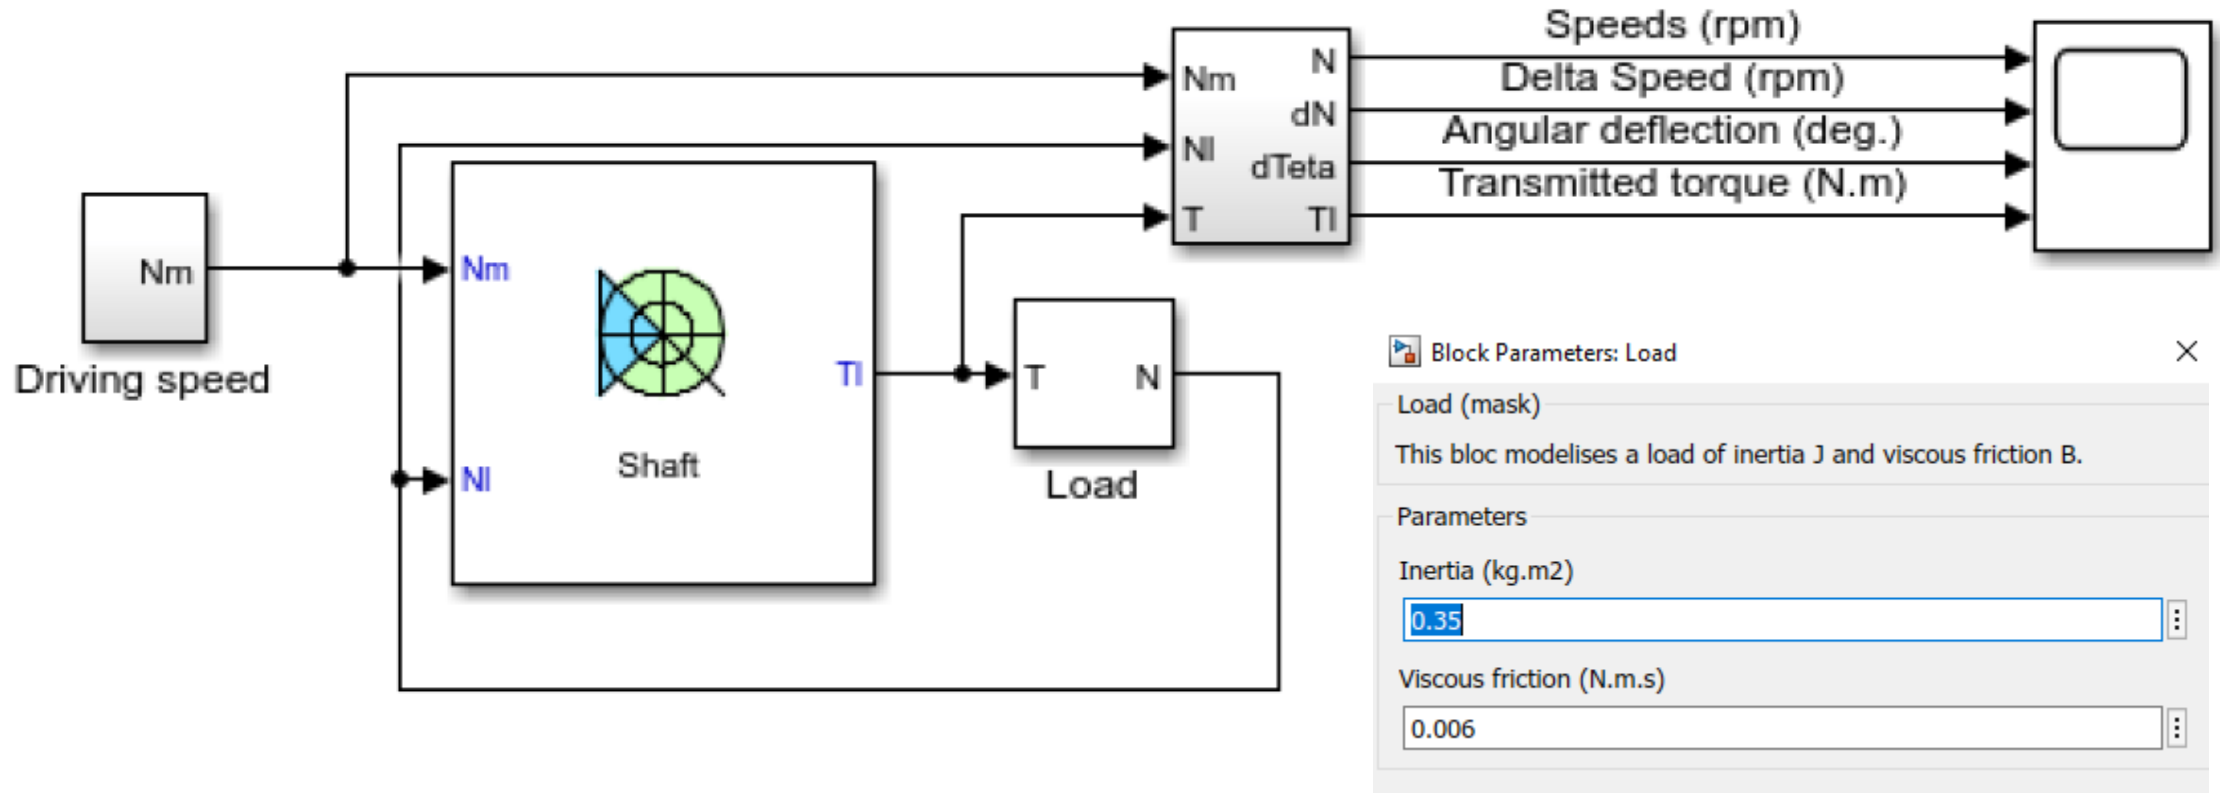 Speeds (rpm)
Delta Speed (rpm)
Angular deflection (deg.)
Transmitted torque (N.m)
Nm
Nl
T
N
dN
dTeta
Tl
Nm
Driving speed
Nm
Nl
Tl
Shaft
T
N
Load
Block Parameters: Load
Load (mask)
This bloc modelises a load of inertia J and viscous friction B.
Parameters
Inertia (kg.m2)
0.35
Viscous friction (N.m.s)
0.006